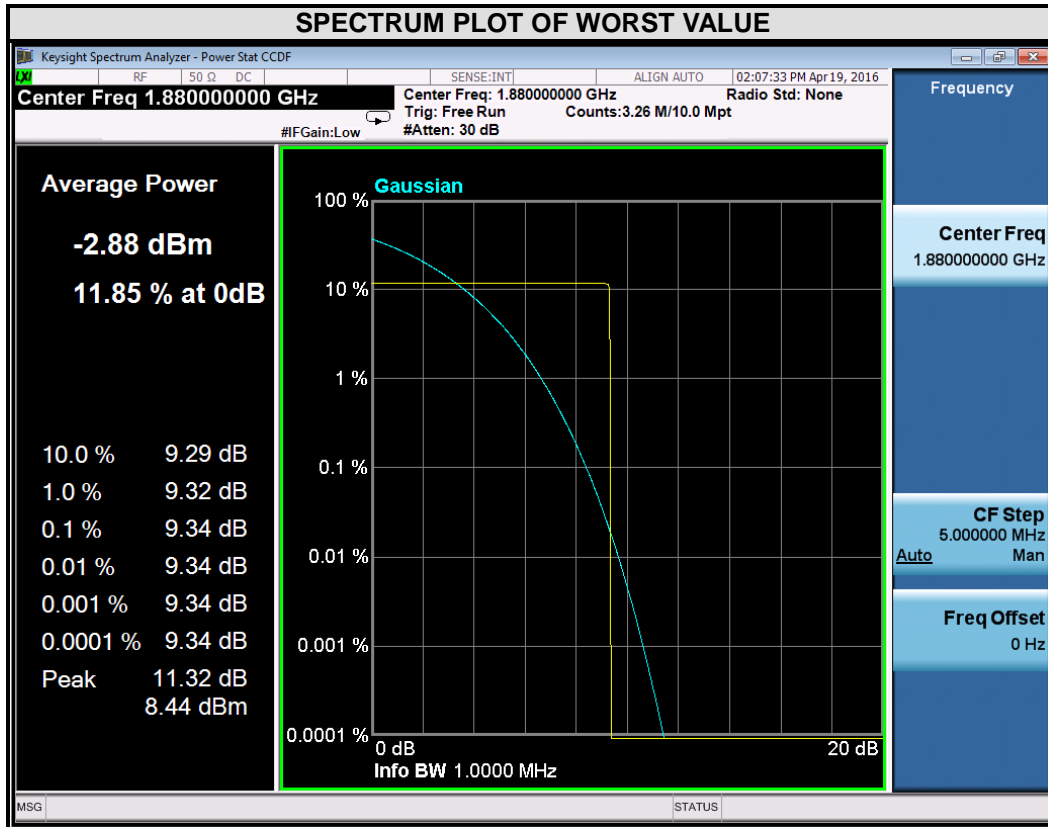 SPECTRUM PLOT OF WORST VALUE
Keysight Spectrum Analyzer - Power Stat CCDF
LXI RF 50 Ω DC SENSE:INT ALIGN AUTO 02:07:33 PM Apr 19, 2016
Center Freq 1.880000000 GHz
#IFGain:Low
Center Freq: 1.880000000 GHz
Trig: Free Run
Counts:3.26 M/10.0 Mpt
#Atten: 30 dB
Radio Std: None
Frequency
Average Power
-2.88 dBm
11.85 % at 0dB
10.0 % 9.29 dB
1.0 % 9.32 dB
0.1 % 9.34 dB
0.01 % 9.34 dB
0.001 % 9.34 dB
0.0001 % 9.34 dB
Peak 11.32 dB
8.44 dBm
Gaussian
100 %
10 %
1 %
0.1 %
0.01 %
0.001 %
0.0001 %
0 dB
20 dB
Info BW 1.0000 MHz
Center Freq
1.880000000 GHz
CF Step
5.000000 MHz
Auto Man
Freq Offset
0 Hz
MSG
STATUS